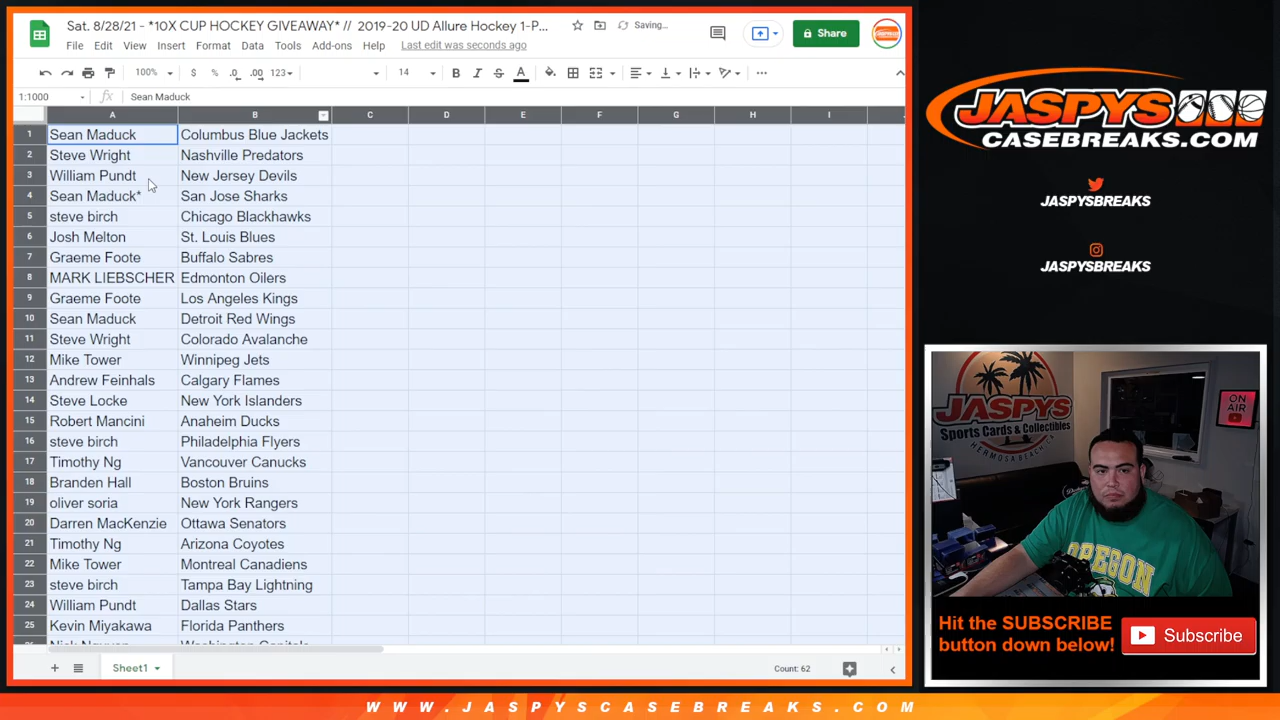 Sat. 8/28/21 - *10X CUP HOCKEY GIVEAWAY* // 2019-20 UD Allure Hockey 1-P...
Saving...
File Edit View Insert Format Data Tools Add-ons Help Last edit was seconds ago
Share
100% $ % .0 .00 123 14 B I S A
1:1000 fx Sean Maduck
A B C D E F G H I
1 Sean Maduck Columbus Blue Jackets
2 Steve Wright Nashville Predators
3 William Pundt New Jersey Devils
4 Sean Maduck* San Jose Sharks
5 steve birch Chicago Blackhawks
6 Josh Melton St. Louis Blues
7 Graeme Foote Buffalo Sabres
8 MARK LIEBSCHER Edmonton Oilers
9 Graeme Foote Los Angeles Kings
10 Sean Maduck Detroit Red Wings
11 Steve Wright Colorado Avalanche
12 Mike Tower Winnipeg Jets
13 Andrew Feinhals Calgary Flames
14 Steve Locke New York Islanders
15 Robert Mancini Anaheim Ducks
16 steve birch Philadelphia Flyers
17 Timothy Ng Vancouver Canucks
18 Branden Hall Boston Bruins
19 oliver soria New York Rangers
20 Darren MacKenzie Ottawa Senators
21 Timothy Ng Arizona Coyotes
22 Mike Tower Montreal Canadiens
23 steve birch Tampa Bay Lightning
24 William Pundt Dallas Stars
25 Kevin Miyakawa Florida Panthers
Sheet1
Count: 62
JASPYS
CASEBREAKS.COM
JASPYSBREAKS
JASPYSBREAKS
JASPYS
Sports Cards & Collectibles
HERMOSA BEACH, CA
ON
AIR
OREGON
Hit the SUBSCRIBE
button down below!
Subscribe
WWW.JASPYSCASEBREAKS.COM